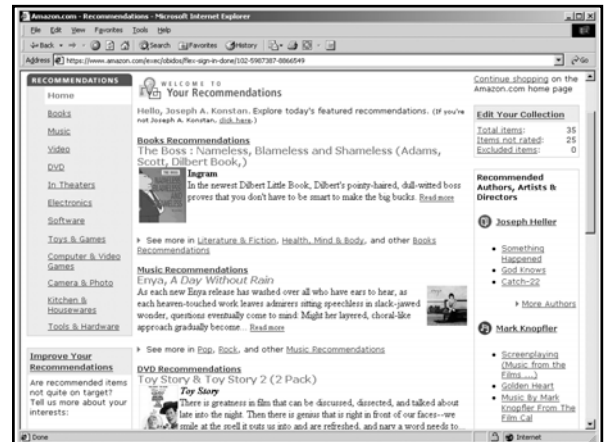 Amazon.com - Recommendations - Microsoft Internet Explorer
File Edit View Favorites Tools Help
Back Search Favorites History
Address https://www.amazon.com/exec/obidos/flex-sign-in-done/102-5987387-8866549 Go
RECOMMENDATIONS
Home
Books
Music
Video
DVD
In Theaters
Electronics
Software
Toys & Games
Computer & Video
Games
Camera & Photo
Kitchen &
Housewares
Tools & Hardware
Improve Your
Recommendations
Are recommended items
not quite on target?
Tell us more about your
interests:
WELCOME TO
Your Recommendations
Hello, Joseph A. Konstan. Explore today's featured recommendations. (If you're
not Joseph A. Konstan, click here.)
Books Recommendations
The Boss : Nameless, Blameless and Shameless (Adams,
Scott, Dilbert Book,)
Ingram
In the newest Dilbert Little Book, Dilbert's pointy-haired, dull-witted boss
proves that you don't have to be smart to make the big bucks. Read more
See more in Literature & Fiction, Health, Mind & Body, and other Books
Recommendations
Music Recommendations
Enya, A Day Without Rain
As each new Enya release has washed over all who have ears to hear, as
each heaven-touched work leaves admirers sitting speechless in slack-jawed
wonder, questions eventually come to mind. Might her layered, choral-like
approach gradually become... Read more
See more in Pop, Rock, and other Music Recommendations
DVD Recommendations
Toy Story & Toy Story 2 (2 Pack)
Toy Story
There is greatness in film that can be discussed, dissected, and talked about
late into the night. Then there is genius that is right in front of our faces--we
smile at the spell it puts us into and are refreshed, and nary a word needs to
Continue shopping on the
Amazon.com home page
Edit Your Collection
Total items: 35
Items not rated: 25
Excluded items: 0
Recommended
Authors, Artists &
Directors
Joseph Heller
• Something
Happened
• God Knows
• Catch-22
More Authors
Mark Knopfler
• Screenplaying
(Music from the
Films ....)
• Golden Heart
• Music By Mark
Knopfler From The
Film Cal
Done Internet